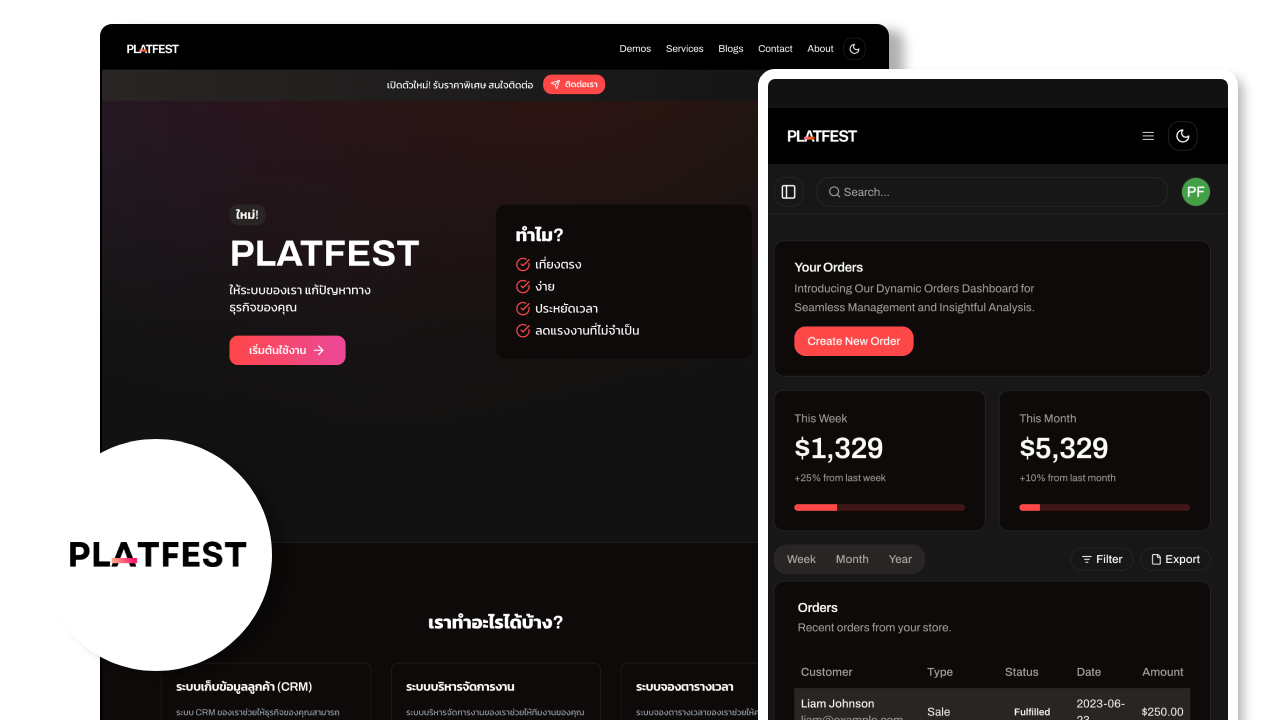 PLATFEST
Demos Services Blogs Contact About
เปิดตัวใหม่! รับราคาพิเศษ สนใจติดต่อ ติดต่อเรา
ใหม่!
PLATFEST
ให้ระบบของเรา แก้ปัญหาทาง
ธุรกิจของคุณ
เริ่มต้นใช้งาน
ทำไม?
เที่ยงตรง
ง่าย
ประหยัดเวลา
ลดแรงงานที่ไม่จำเป็น
PLATFEST
เราทำอะไรได้บ้าง?
ระบบเก็บข้อมูลลูกค้า (CRM)
ระบบ CRM ของเราช่วยให้ธุรกิจของคุณสามารถ
ระบบบริหารจัดการงาน
ระบบบริหารจัดการงานของเราช่วยให้ทีมงานของคุณ
ระบบจองตารางเวลา
ระบบจองตารางเวลาของเราช่วยให้
PLATFEST
Search...
PF
Your Orders
Introducing Our Dynamic Orders Dashboard for
Seamless Management and Insightful Analysis.
Create New Order
This Week
$1,329
+25% from last week
This Month
$5,329
+10% from last month
Week Month Year Filter Export
Orders
Recent orders from your store.
Customer Type Status Date Amount
Liam Johnson Sale Fulfilled 2023-06-23 $250.00
liam@example.com